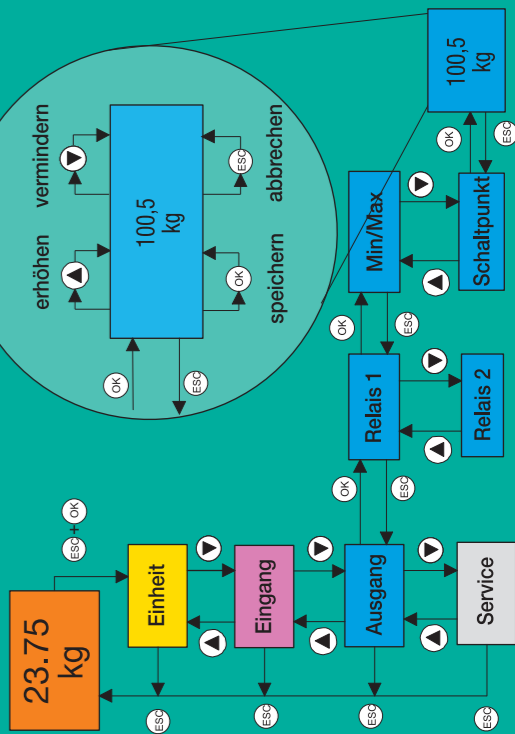 erhöhen
vermindern
100,5
kg
OK
ESC
OK
ESC
speichern
abbrechen
23.75
kg
ESC + OK
Einheit
ESC
Eingang
ESC
Ausgang
ESC
Service
ESC
OK
ESC
Relais 1
Relais 2
OK
ESC
Min/Max
Schaltpunkt
OK
ESC
100,5
kg